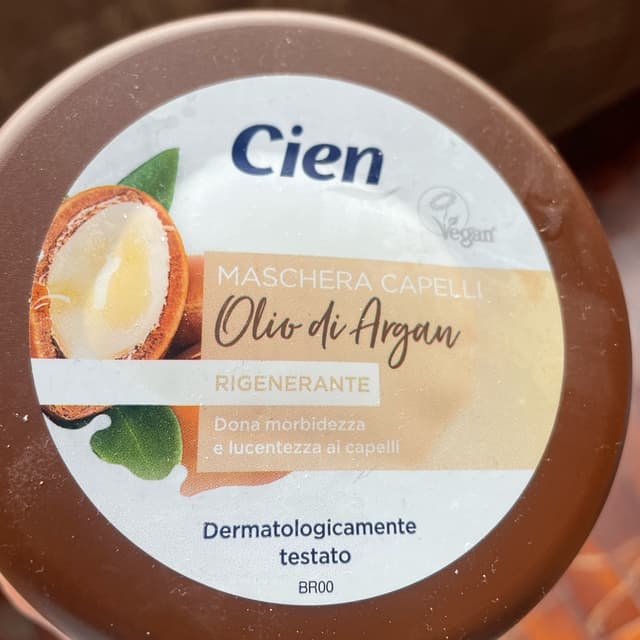 Cien
Vegan
MASCHERA CAPELLI
Olio di Argan
RIGENERANTE
Dona morbidezza
e lucentezza ai capelli
Dermatologicamente
testato
BR00